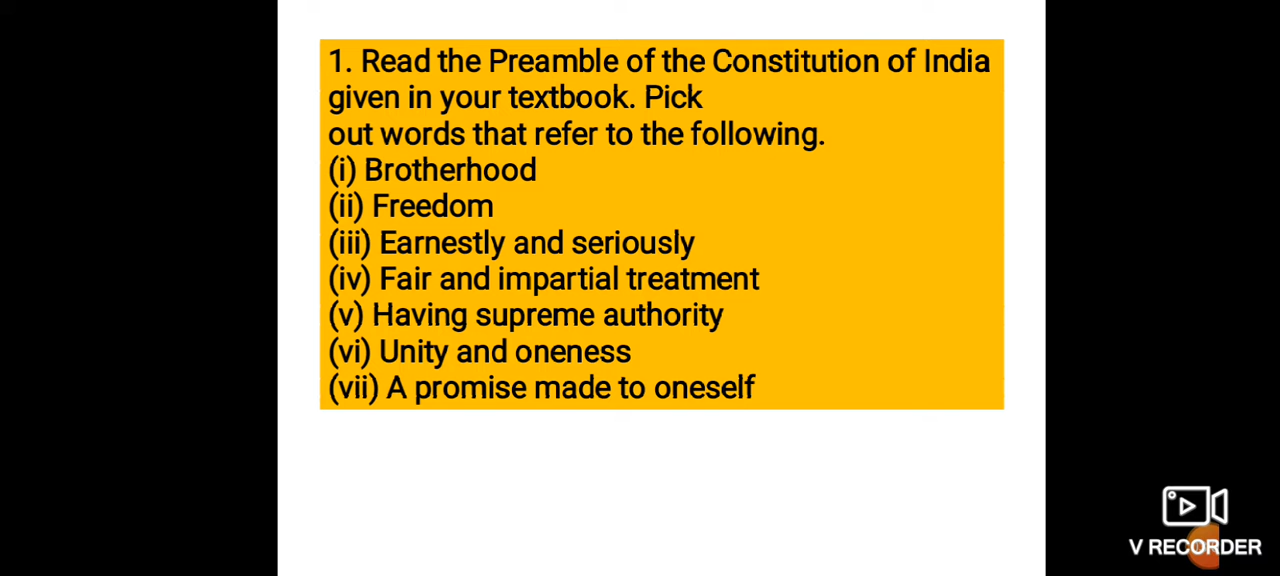 1. Read the Preamble of the Constitution of India
given in your textbook. Pick
out words that refer to the following.
(i) Brotherhood
(ii) Freedom
(iii) Earnestly and seriously
(iv) Fair and impartial treatment
(v) Having supreme authority
(vi) Unity and oneness
(vii) A promise made to oneself
V RECORDER